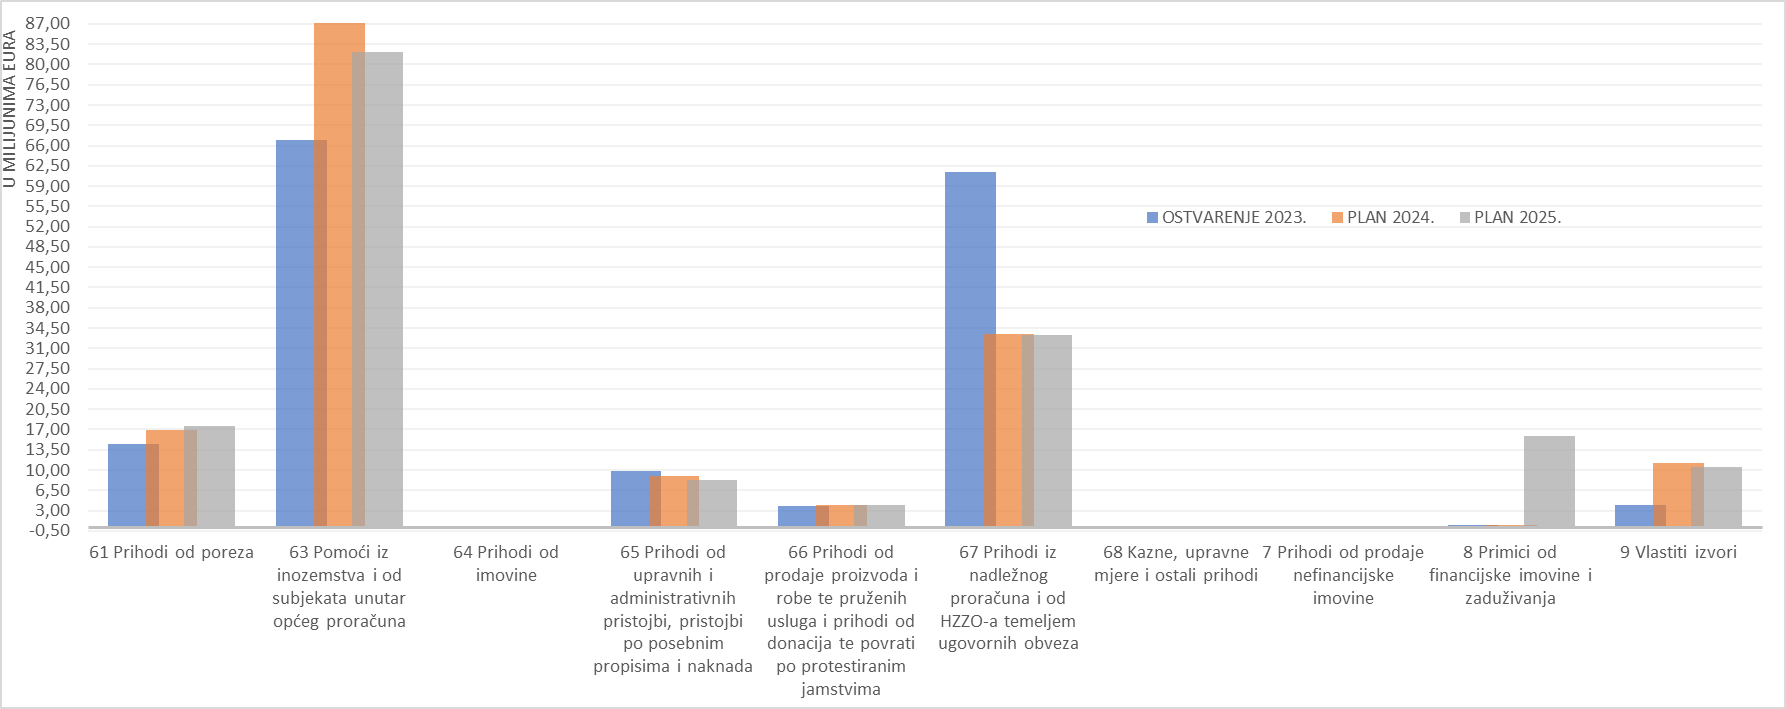 U MILIJUNIMA EURA
87,00
83,50
80,00
76,50
73,00
69,50
66,00
62,50
59,00
55,50
52,00
48,50
45,00
41,50
38,00
34,50
31,00
27,50
24,00
20,50
17,00
13,50
10,00
6,50
3,00
-0,50
OSTVARENJE 2023.
PLAN 2024.
PLAN 2025.
61 Prihodi od poreza
63 Pomoći iz
inozemstva i od
subjekata unutar
općeg proračuna
64 Prihodi od
imovine
65 Prihodi od
upravnih i
administrativnih
pristojbi, pristojbi
po posebnim
propisima i naknada
66 Prihodi od
prodaje proizvoda i
robe te pruženih
usluga i prihodi od
donacija te povrati
po protestiranim
jamstvima
67 Prihodi iz
nadležnog
proračuna i od
HZZO-a temeljem
ugovornih obveza
68 Kazne, upravne
mjere i ostali prihodi
7 Prihodi od prodaje
nefinancijske
imovine
8 Primici od
financijske imovine i
zaduživanja
9 Vlastiti izvori